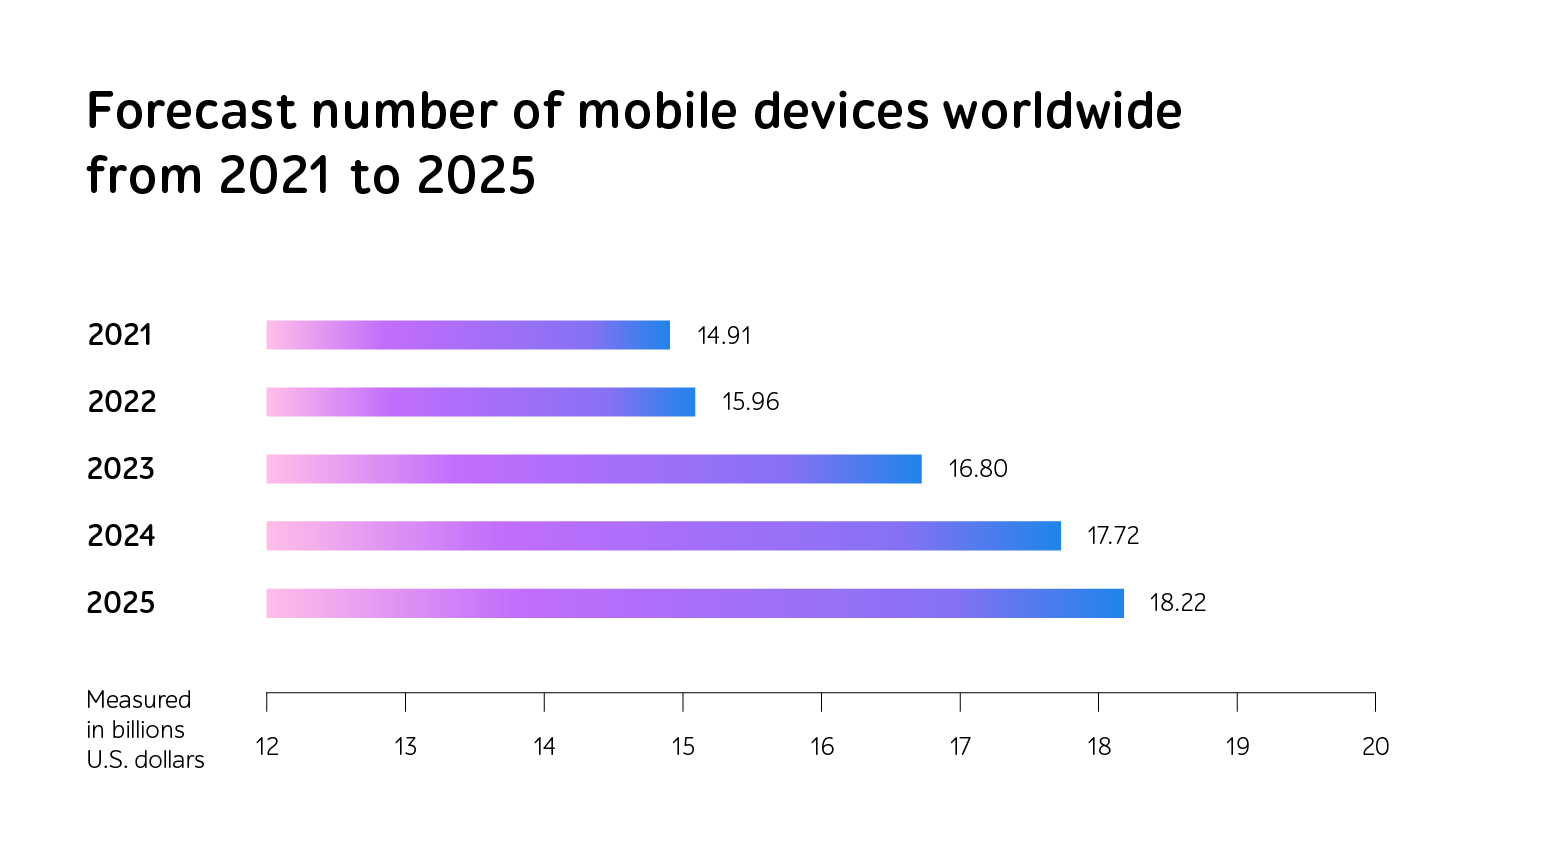 Forecast number of mobile devices worldwide
from 2021 to 2025
2021 14.91
2022 15.96
2023 16.80
2024 17.72
2025 18.22
Measured
in billions
U.S. dollars
12 13 14 15 16 17 18 19 20